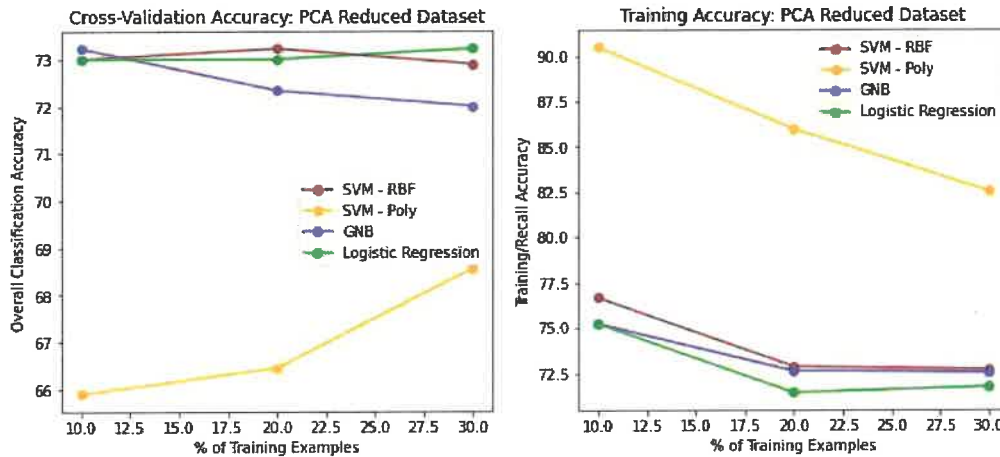 Cross-Validation Accuracy: PCA Reduced Dataset
Overall Classification Accuracy
73
72
71
70
69
68
67
66
SVM - RBF
SVM - Poly
GNB
Logistic Regression
10.0 12.5 15.0 17.5 20.0 22.5 25.0 27.5 30.0
% of Training Examples
Training Accuracy: PCA Reduced Dataset
Training/Recall Accuracy
90.0
87.5
85.0
82.5
80.0
77.5
75.0
72.5
SVM - RBF
SVM - Poly
GNB
Logistic Regression
10.0 12.5 15.0 17.5 20.0 22.5 25.0 27.5 30.0
% of Training Examples